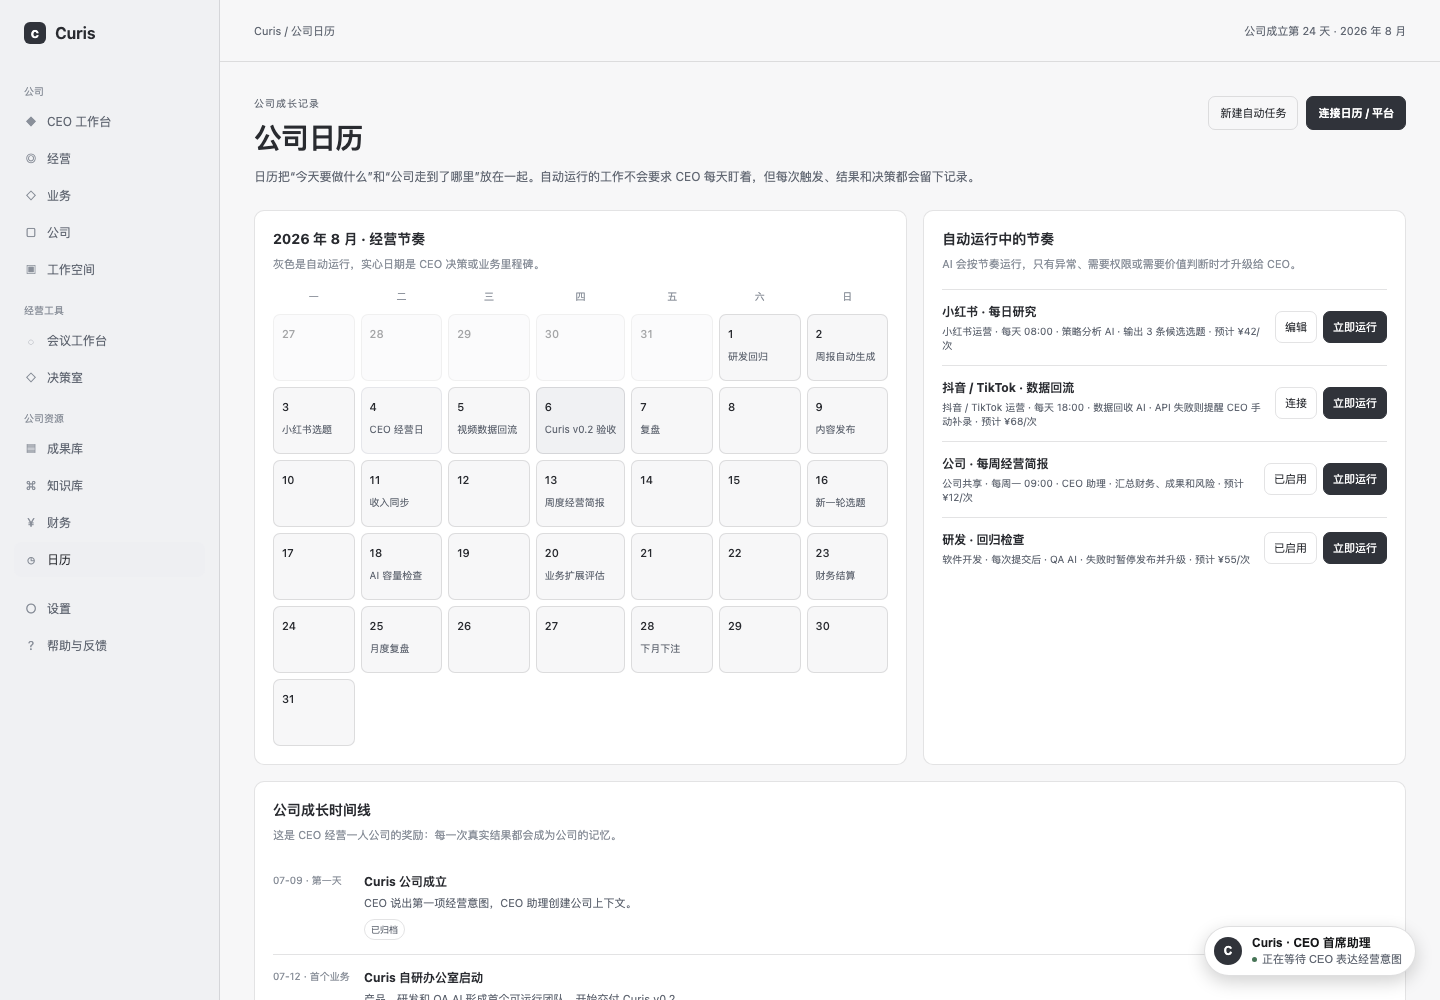 C Curis
公司
CEO 工作台
经营
业务
公司
工作空间
经营工具
会议工作台
决策室
公司资源
成果库
知识库
¥ 财务
日历
设置
? 帮助与反馈
Curis / 公司日历
公司成立第 24 天 · 2026 年 8 月
公司成长记录
公司日历
新建自动任务
连接日历 / 平台
日历把“今天要做什么”和“公司走到了哪里”放在一起。自动运行的工作不会要求 CEO 每天盯着，但每次触发、结果和决策都会留下记录。
2026 年 8 月 · 经营节奏
灰色是自动运行，实心日期是 CEO 决策或业务里程碑。
一 二 三 四 五 六 日
27 28 29 30 31 1 2
研发回归 周报自动生成
3 4 5 6 7 8 9
小红书选题 CEO 经营日 视频数据回流 Curis v0.2 验收 复盘 内容发布
10 11 12 13 14 15 16
收入同步 周度经营简报 新一轮选题
17 18 19 20 21 22 23
AI 容量检查 业务扩展评估 财务结算
24 25 26 27 28 29 30
月度复盘 下月下注
31
自动运行中的节奏
AI 会按节奏运行，只有异常、需要权限或需要价值判断时才升级给 CEO。
小红书 · 每日研究
小红书运营 · 每天 08:00 · 策略分析 AI · 输出 3 条候选选题 · 预计 ¥42/
次
编辑
立即运行
抖音 / TikTok · 数据回流
抖音 / TikTok 运营 · 每天 18:00 · 数据回收 AI · API 失败则提醒 CEO 手
动补录 · 预计 ¥68/次
连接
立即运行
公司 · 每周经营简报
公司共享 · 每周一 09:00 · CEO 助理 · 汇总财务、成果和风险 · 预计
¥12/次
已启用
立即运行
研发 · 回归检查
软件开发 · 每次提交后 · QA AI · 失败时暂停发布并升级 · 预计 ¥55/次
已启用
立即运行
公司成长时间线
这是 CEO 经营一人公司的奖励：每一次真实结果都会成为公司的记忆。
07-09 · 第一天
Curis 公司成立
CEO 说出第一项经营意图，CEO 助理创建公司上下文。
已归档
07-12 · 首个业务
Curis 自研办公室启动
产品、研发和 QA AI 形成首个可运行团队，开始交付 Curis v0.2
C
Curis · CEO 首席助理
正在等待 CEO 表达经营意图